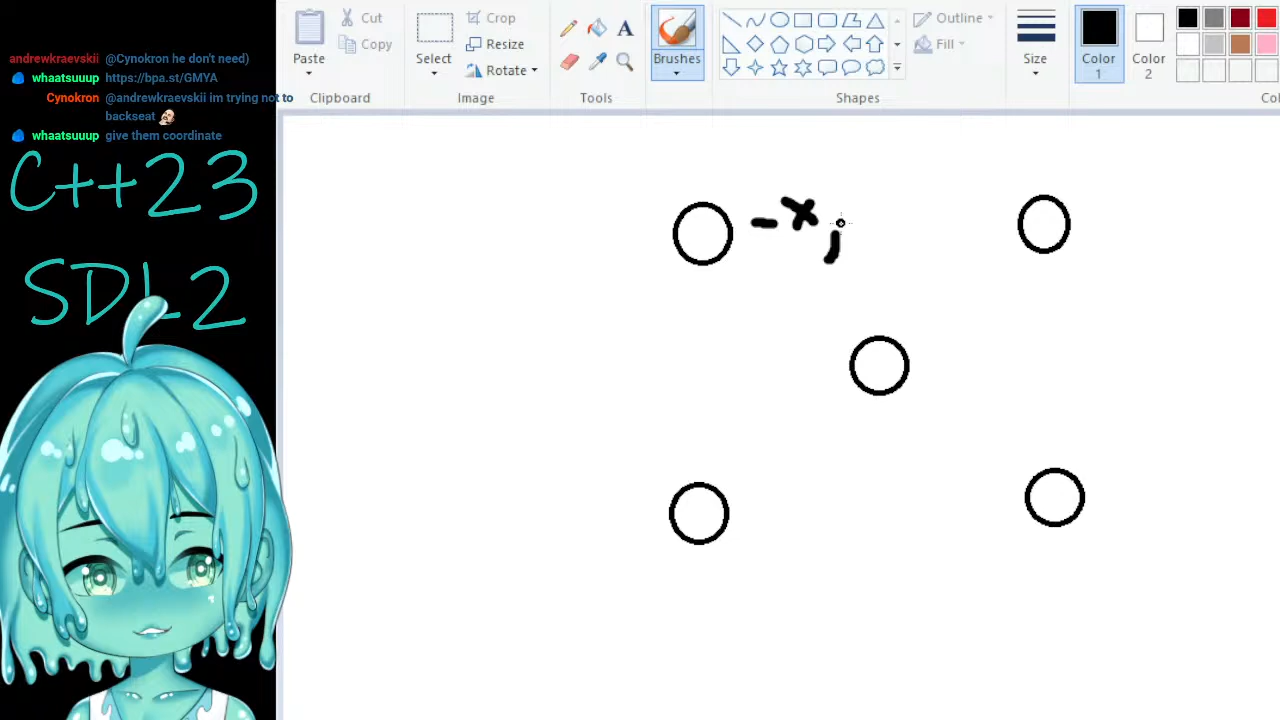 andrewkraevskii @Cynokron he don't need)
whaatsuuup https://bpa.st/GMYA
Cynokron @andrewkraevskii im trying not to
backseat
whaatsuuup give them coordinate
C++23
SDL2
Paste
Cut
Copy
Clipboard
Select
Crop
Resize
Rotate
Image
A
Tools
Brushes
Shapes
Outline
Fill
Size
Color
1
Color
2
Co
-x,